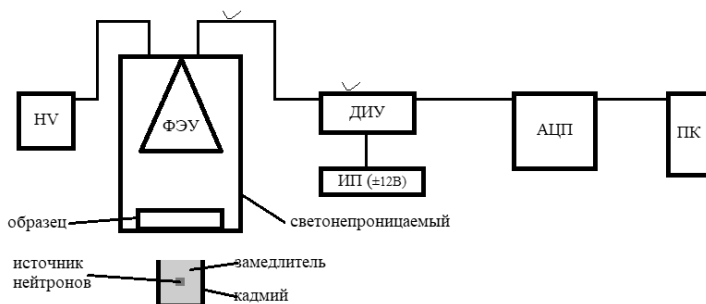 HV
ФЭУ
ДИУ
АЦП
ПК
ИП (±12В)
образец
светонепроницаемый
источник
нейтронов
замедлитель
кадмий